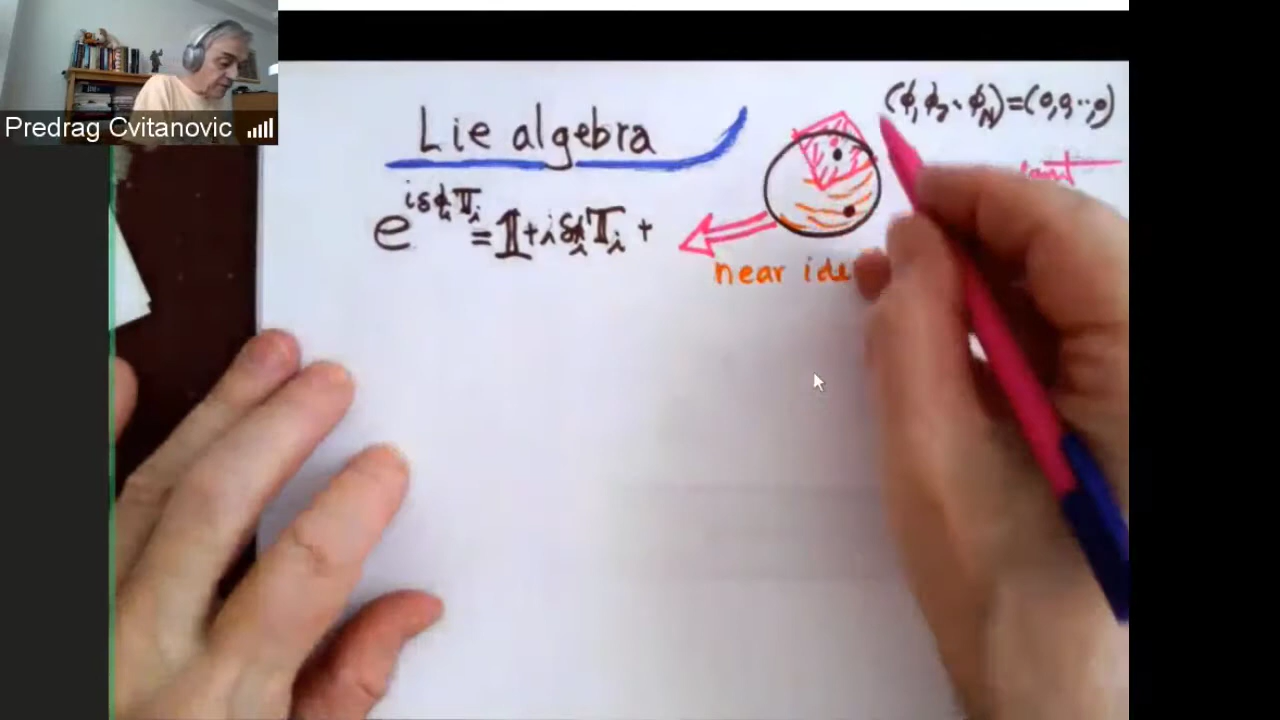 Predrag Cvitanovic
Lie algebra
(ϕ₁ ϕ₂ .. ϕ_N) = (0,0..,0)
e^{iδϕ_i 𝕋_i} = 𝟙 + iδϕ_i 𝕋_i +
near ide